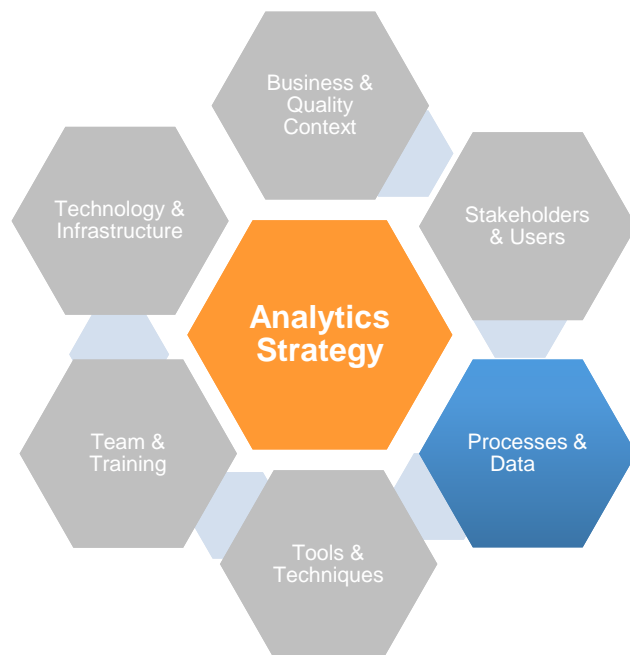 Business &
Quality
Context
Technology &
Infrastructure
Stakeholders
& Users
Analytics
Strategy
Team &
Training
Processes &
Data
Tools &
Techniques